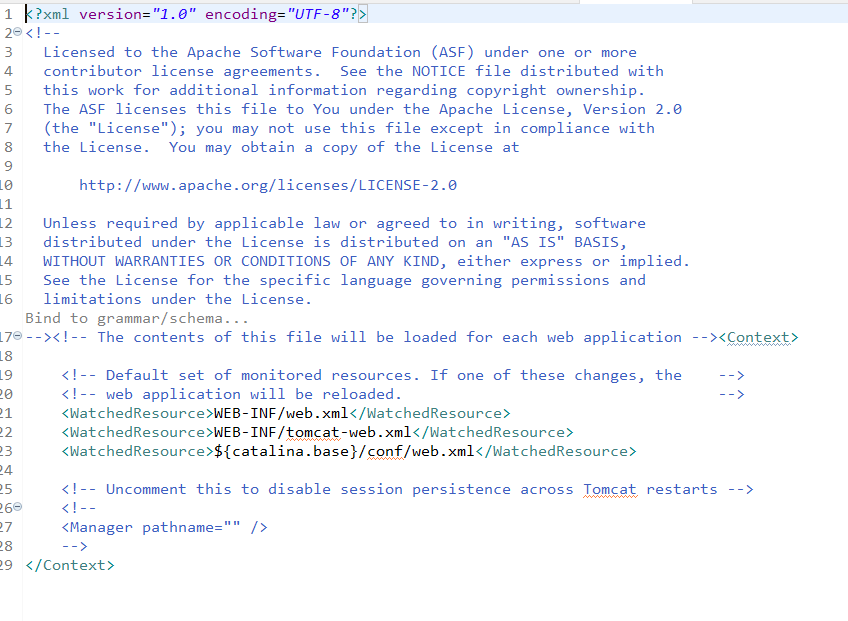 1 <?xml version="1.0" encoding="UTF-8"?>
2 <!--
3   Licensed to the Apache Software Foundation (ASF) under one or more
4   contributor license agreements.  See the NOTICE file distributed with
5   this work for additional information regarding copyright ownership.
6   The ASF licenses this file to You under the Apache License, Version 2.0
7   (the "License"); you may not use this file except in compliance with
8   the License.  You may obtain a copy of the License at
9
10       http://www.apache.org/licenses/LICENSE-2.0
11
12   Unless required by applicable law or agreed to in writing, software
13   distributed under the License is distributed on an "AS IS" BASIS,
14   WITHOUT WARRANTIES OR CONDITIONS OF ANY KIND, either express or implied.
15   See the License for the specific language governing permissions and
16   limitations under the License.
Bind to grammar/schema...
17 --><!-- The contents of this file will be loaded for each web application --><Context>
18
19     <!-- Default set of monitored resources. If one of these changes, the    -->
20     <!-- web application will be reloaded.                                   -->
21     <WatchedResource>WEB-INF/web.xml</WatchedResource>
22     <WatchedResource>WEB-INF/tomcat-web.xml</WatchedResource>
23     <WatchedResource>${catalina.base}/conf/web.xml</WatchedResource>
24
25     <!-- Uncomment this to disable session persistence across Tomcat restarts -->
26     <!--
27     <Manager pathname="" />
28     -->
29 </Context>